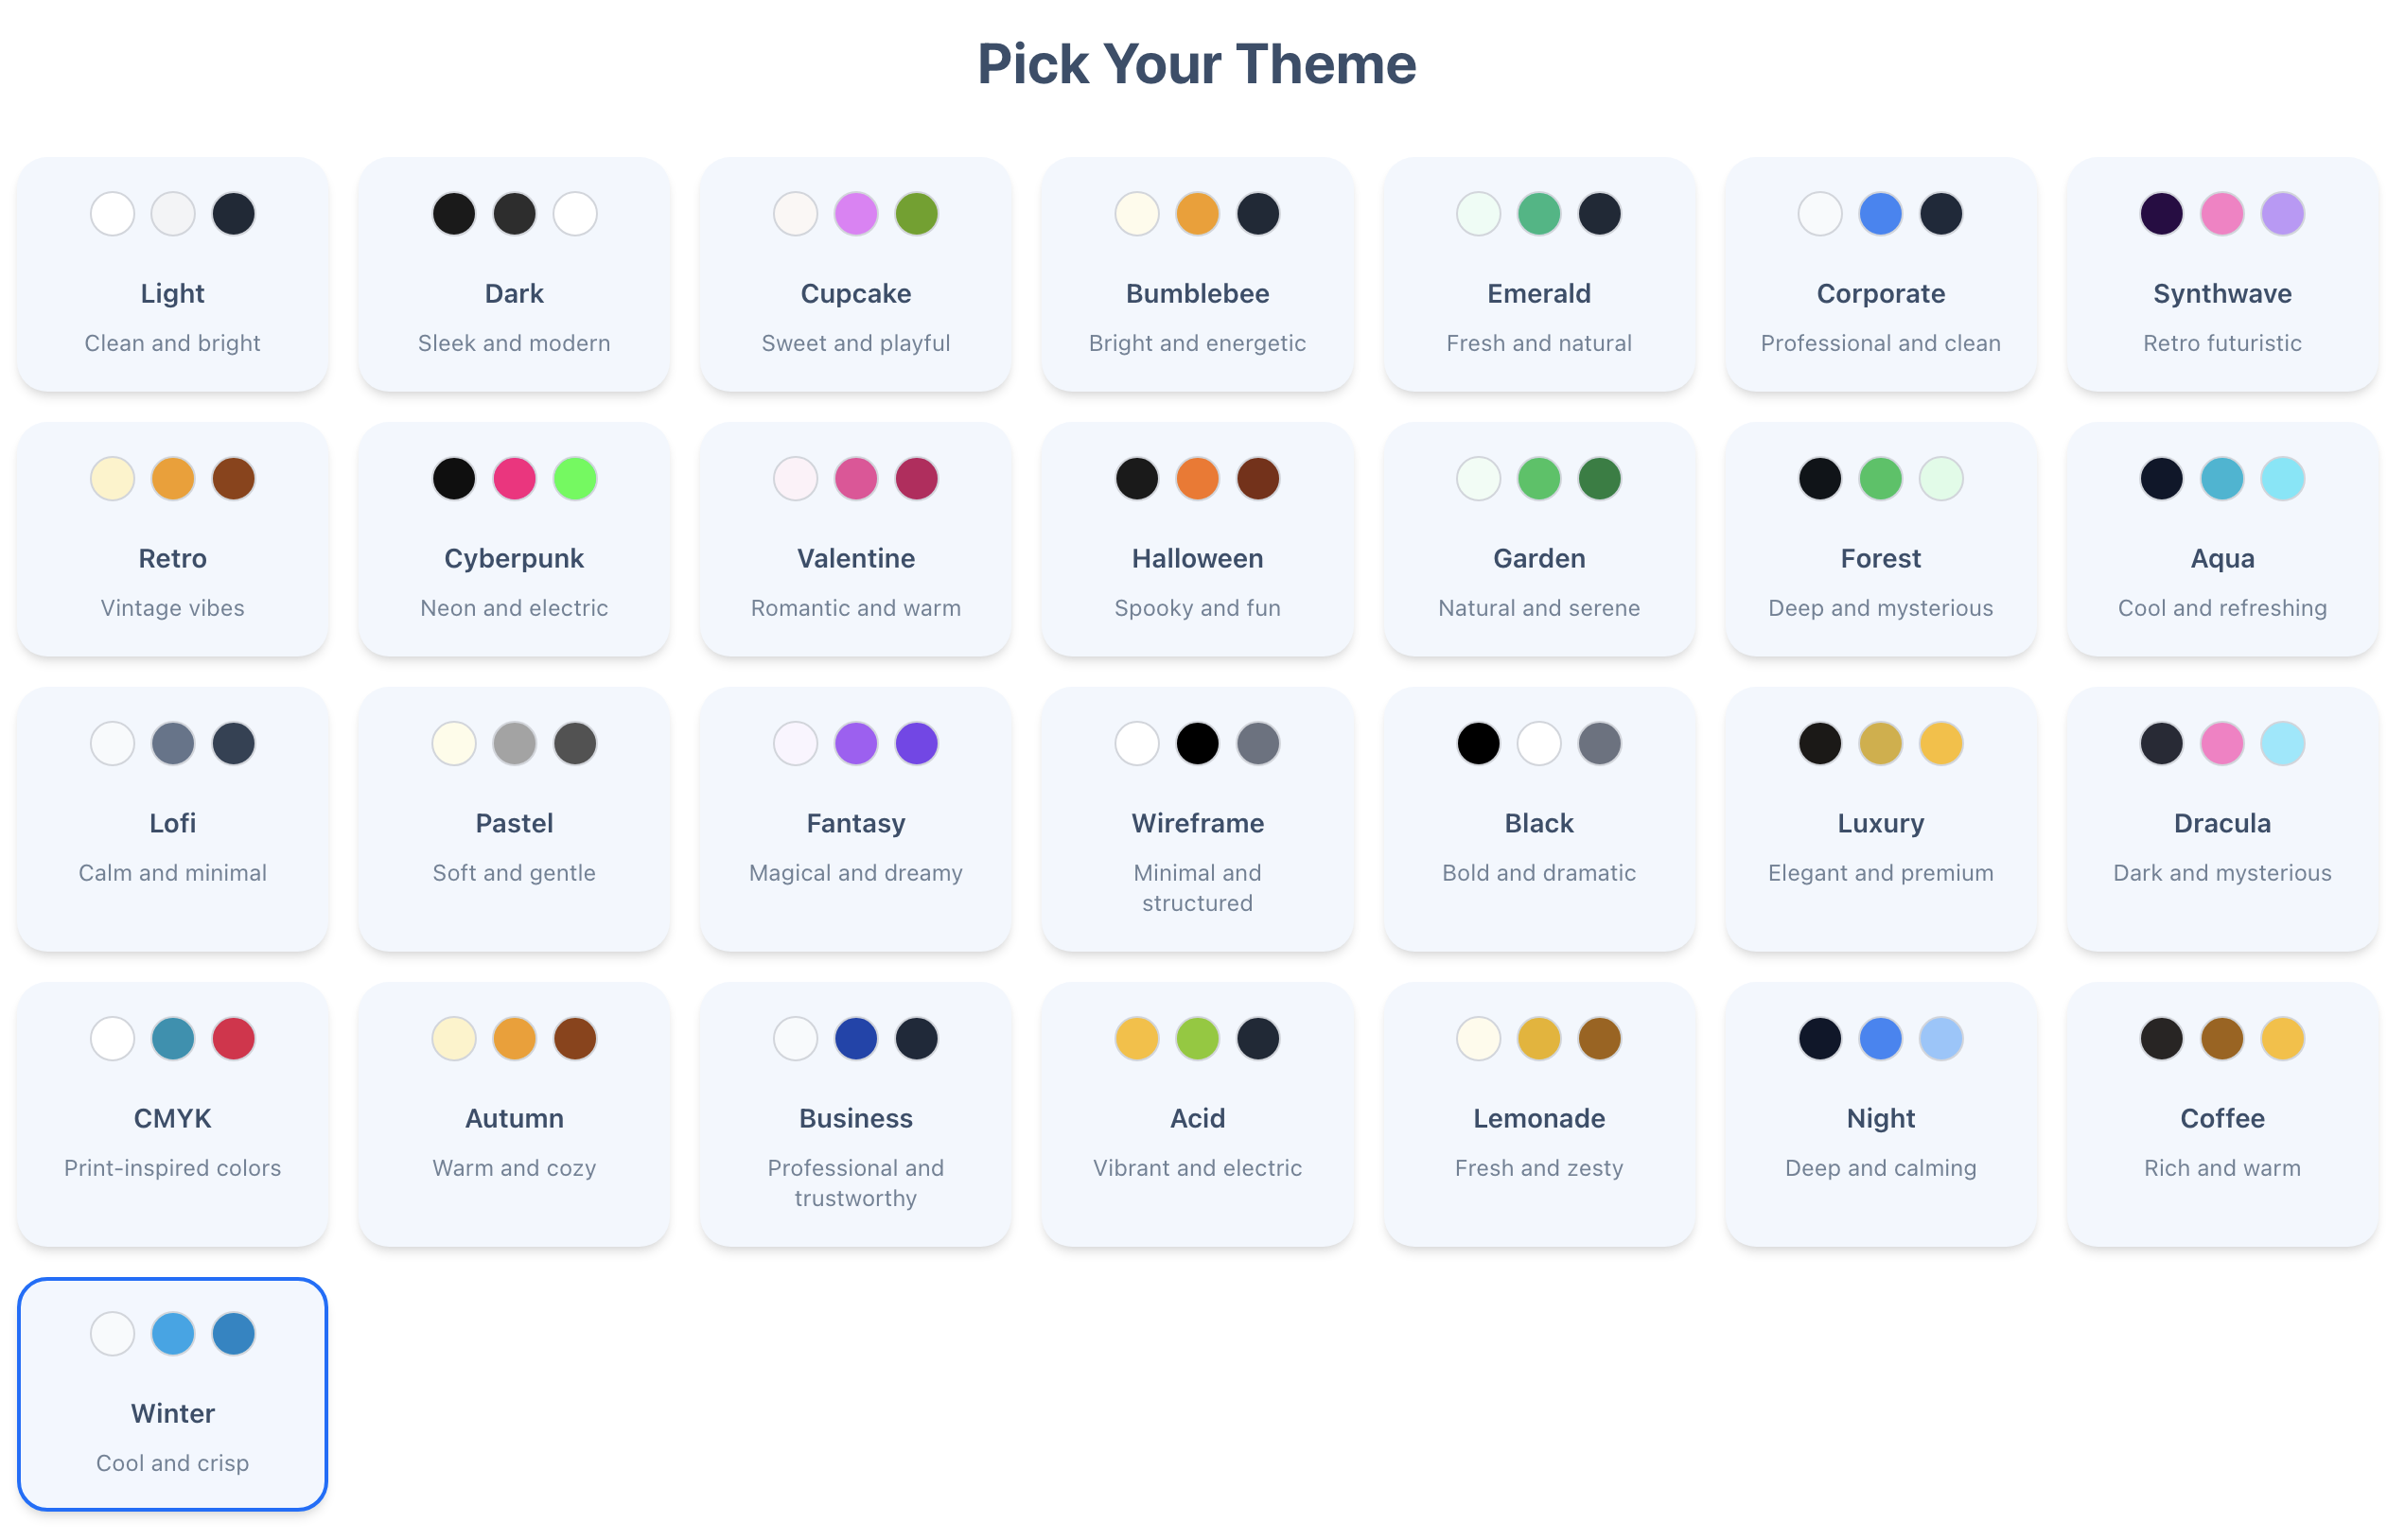 Pick Your Theme
Light
Clean and bright
Dark
Sleek and modern
Cupcake
Sweet and playful
Bumblebee
Bright and energetic
Emerald
Fresh and natural
Corporate
Professional and clean
Synthwave
Retro futuristic
Retro
Vintage vibes
Cyberpunk
Neon and electric
Valentine
Romantic and warm
Halloween
Spooky and fun
Garden
Natural and serene
Forest
Deep and mysterious
Aqua
Cool and refreshing
Lofi
Calm and minimal
Pastel
Soft and gentle
Fantasy
Magical and dreamy
Wireframe
Minimal and
structured
Black
Bold and dramatic
Luxury
Elegant and premium
Dracula
Dark and mysterious
CMYK
Print-inspired colors
Autumn
Warm and cozy
Business
Professional and
trustworthy
Acid
Vibrant and electric
Lemonade
Fresh and zesty
Night
Deep and calming
Coffee
Rich and warm
Winter
Cool and crisp